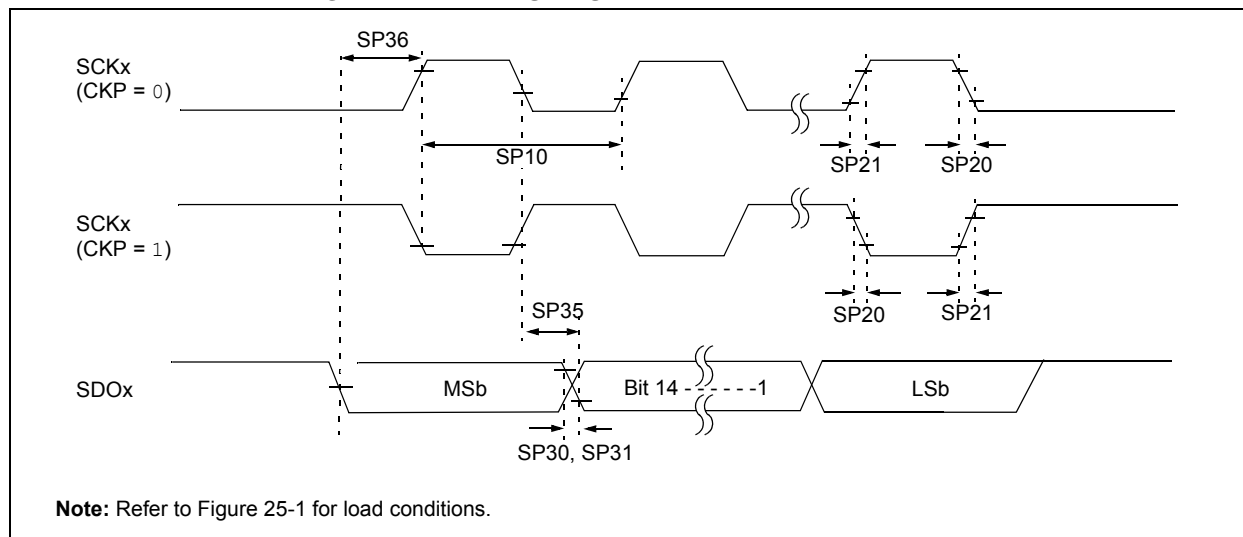 SP36
SCKx
(CKP = 0)
SP10
SP21
SP20
SCKx
(CKP = 1)
SP35
SP20
SP21
SDOx
MSb
Bit 14 - - - - - -1
LSb
SP30, SP31
Note: Refer to Figure 25-1 for load conditions.